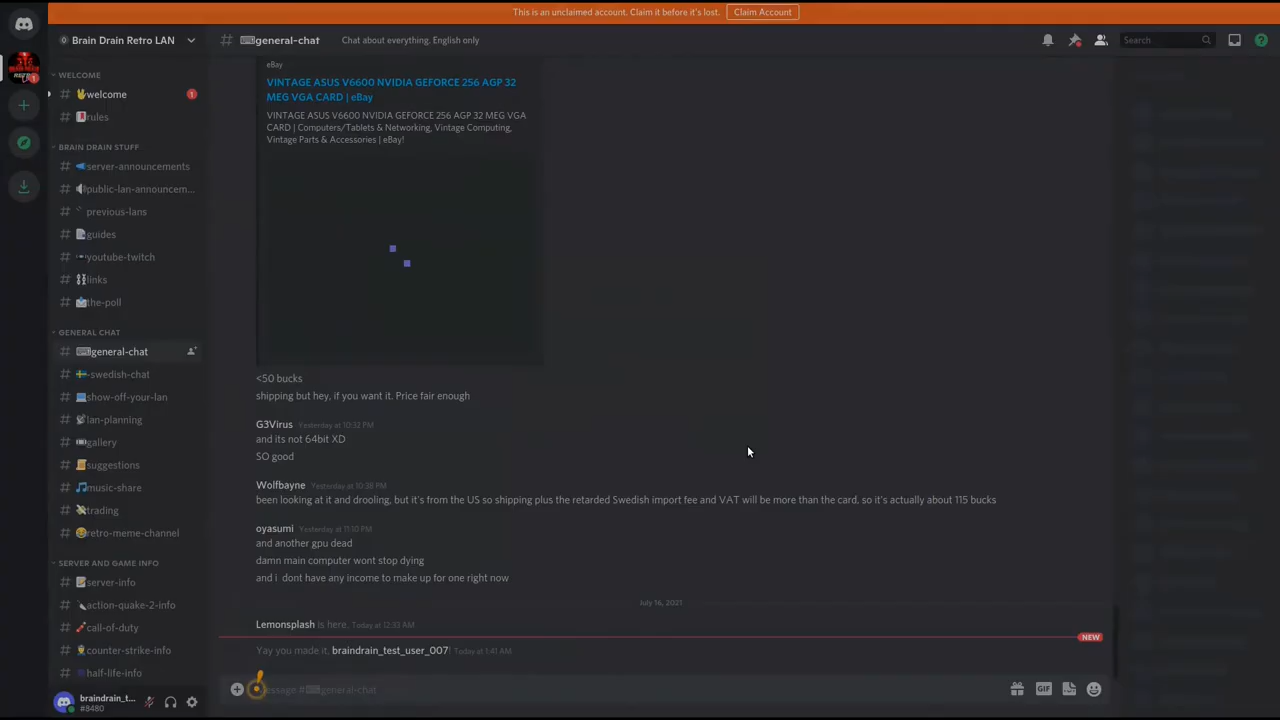 This is an unclaimed account. Claim it before it's lost. Claim Account
Brain Drain Retro LAN
general-chat Chat about everything. English only
Search
WELCOME
welcome 1
rules
BRAIN DRAIN STUFF
server-announcements
public-lan-announcem...
previous-lans
guides
youtube-twitch
links
the-poll
GENERAL CHAT
general-chat
-swedish-chat
show-off-your-lan
lan-planning
gallery
suggestions
music-share
trading
retro-meme-channel
SERVER AND GAME INFO
server-info
action-quake-2-info
call-of-duty
counter-strike-info
half-life-info
braindrain_t...
#8480
eBay
VINTAGE ASUS V6600 NVIDIA GEFORCE 256 AGP 32
MEG VGA CARD | eBay
VINTAGE ASUS V6600 NVIDIA GEFORCE 256 AGP 32 MEG VGA
CARD | Computers/Tablets & Networking, Vintage Computing,
Vintage Parts & Accessories | eBay!
<50 bucks
shipping but hey, if you want it. Price fair enough
G3Virus Yesterday at 10:32 PM
and its not 64bit XD
SO good
Wolfbayne Yesterday at 10:38 PM
been looking at it and drooling, but it's from the US so shipping plus the retarded Swedish import fee and VAT will be more than the card, so it's actually about 115 bucks
oyasumi Yesterday at 11:10 PM
and another gpu dead
damn main computer wont stop dying
and i dont have any income to make up for one right now
July 16, 2021
Lemonsplash is here. Today at 12:33 AM
NEW
Yay you made it, braindrain_test_user_007! Today at 1:41 AM
essage #general-chat
GIF